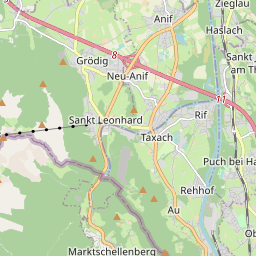 Zieglau
Anif
Haslach
8
Grödig
Sankt
am Th
Neu-Anif
11
Sankt Leonhard
Rif
Taxach
Puch bei Ha
Rehhof
Au
Ob
Marktschellenberg